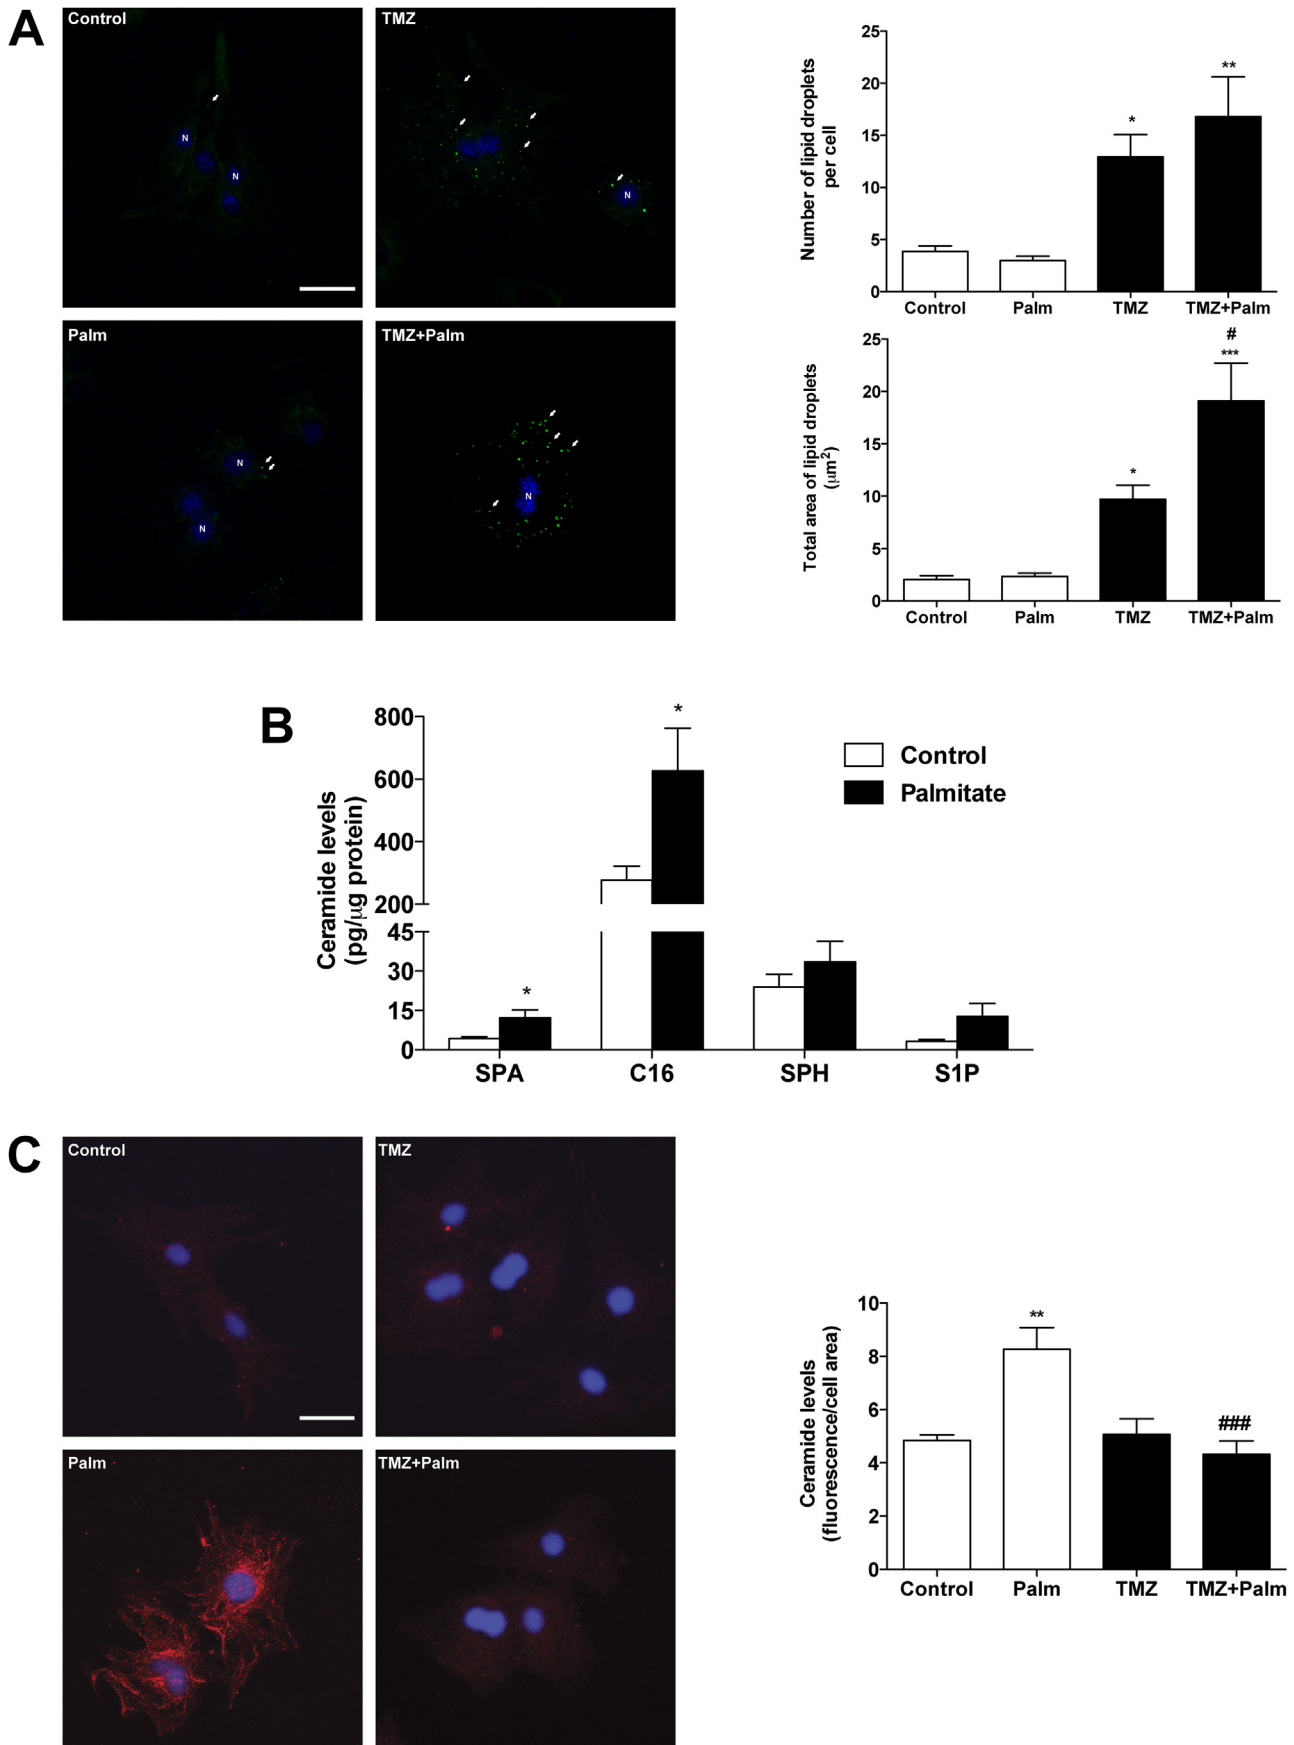 A
Control
N
N
TMZ
N
Palm
N
N
TMZ+Palm
N
Number of lipid droplets
per cell
25
20
15
10
5
0
*
**
Control Palm TMZ TMZ+Palm
Total area of lipid droplets
(μm²)
25
20
15
10
5
0
*
#
***
Control Palm TMZ TMZ+Palm
B
Ceramide levels
(pg/μg protein)
800
600
400
200
45
30
15
0
*
*
SPA C16 SPH S1P
Control
Palmitate
C
Control
TMZ
Palm
TMZ+Palm
Ceramide levels
(fluorescence/cell area)
10
8
6
4
2
0
**
###
Control Palm TMZ TMZ+Palm